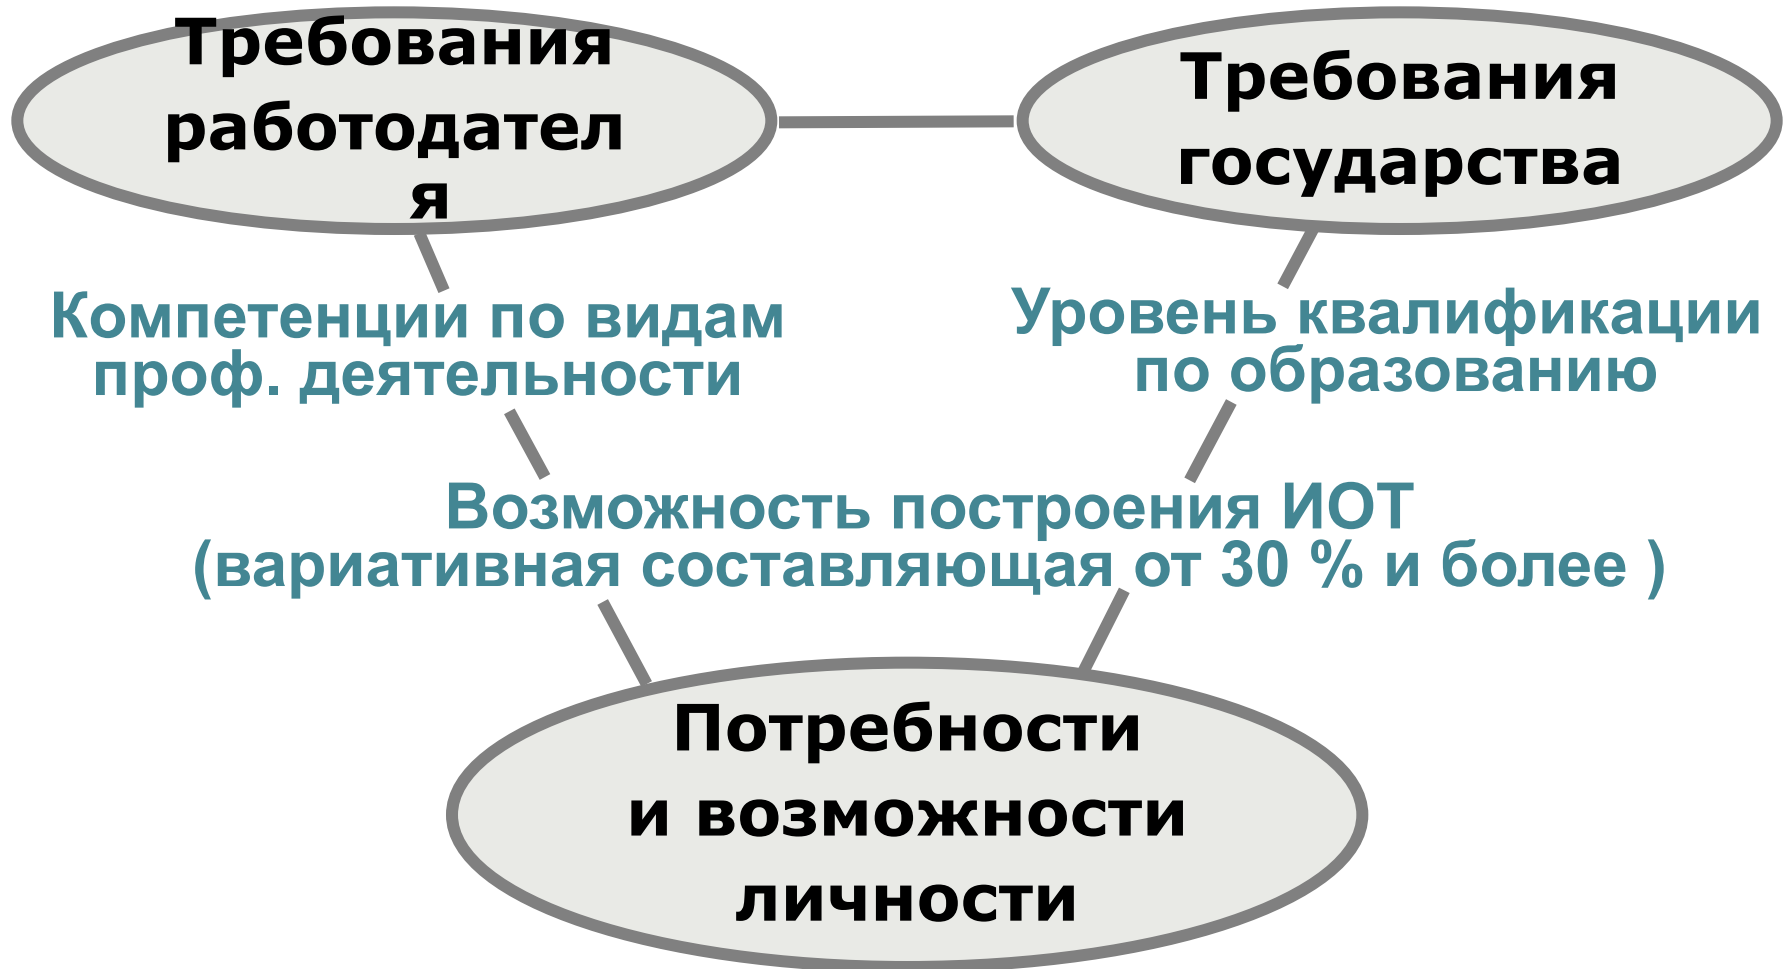 Требования
работодател
я
Требования
государства
Компетенции по видам
проф. деятельности
Уровень квалификации
по образованию
Возможность построения ИОТ
(вариативная составляющая от 30 % и более )
Потребности
и возможности
личности